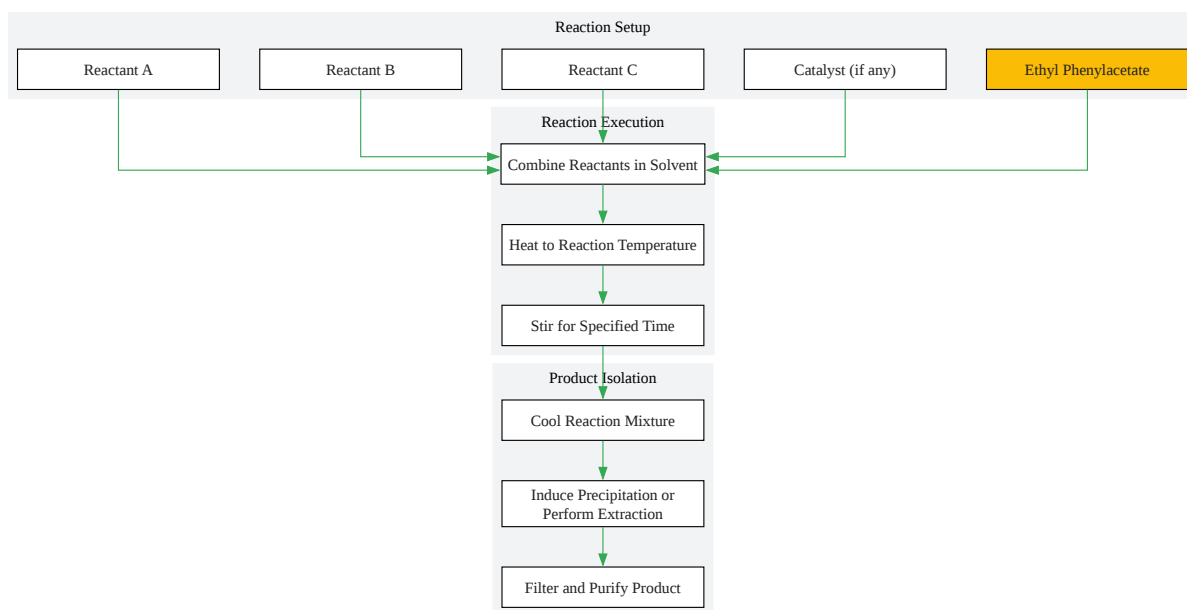 Reaction Setup
Reactant A
Reactant B
Reactant C
Catalyst (if any)
Ethyl Phenylacetate
Reaction Execution
Combine Reactants in Solvent
Heat to Reaction Temperature
Stir for Specified Time
Product Isolation
Cool Reaction Mixture
Induce Precipitation or
Perform Extraction
Filter and Purify Product